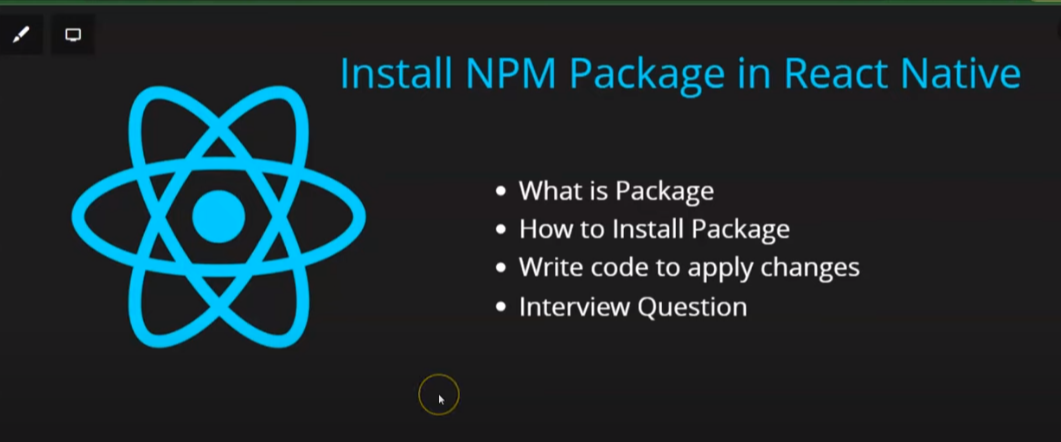 Install NPM Package in React Native
• What is Package
• How to Install Package
• Write code to apply changes
• Interview Question